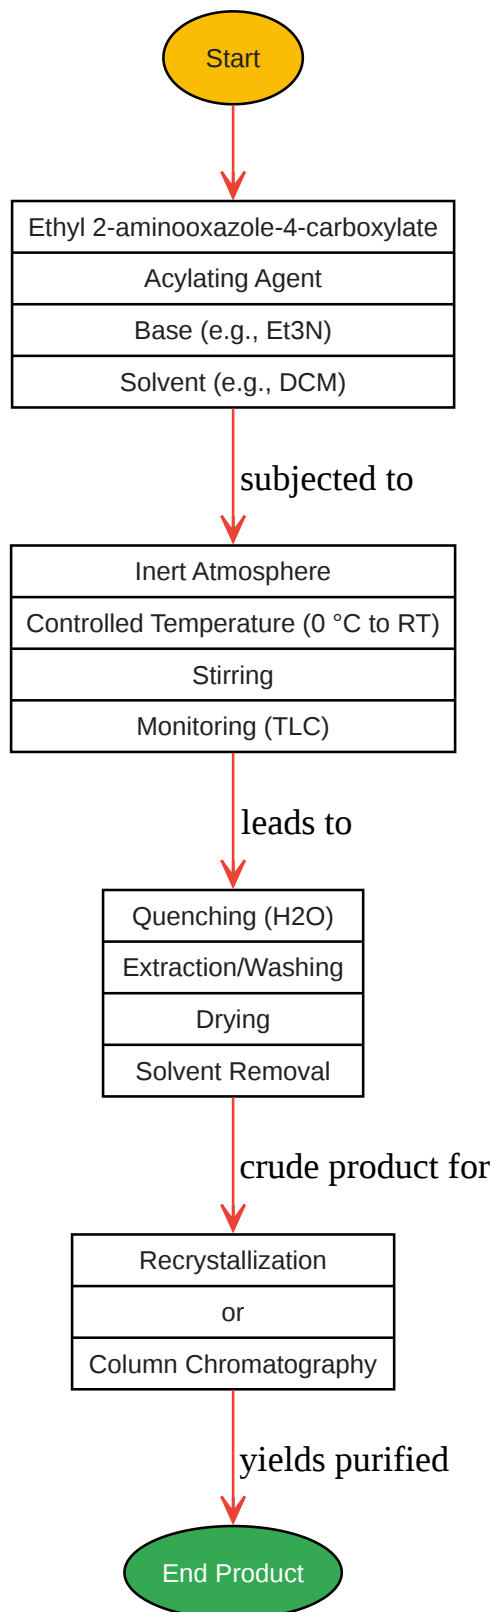 Start
Ethyl 2-aminooxazole-4-carboxylate
Acylating Agent
Base (e.g., Et3N)
Solvent (e.g., DCM)
subjected to
Inert Atmosphere
Controlled Temperature (0 °C to RT)
Stirring
Monitoring (TLC)
leads to
Quenching (H2O)
Extraction/Washing
Drying
Solvent Removal
crude product for
Recrystallization
or
Column Chromatography
yields purified
End Product